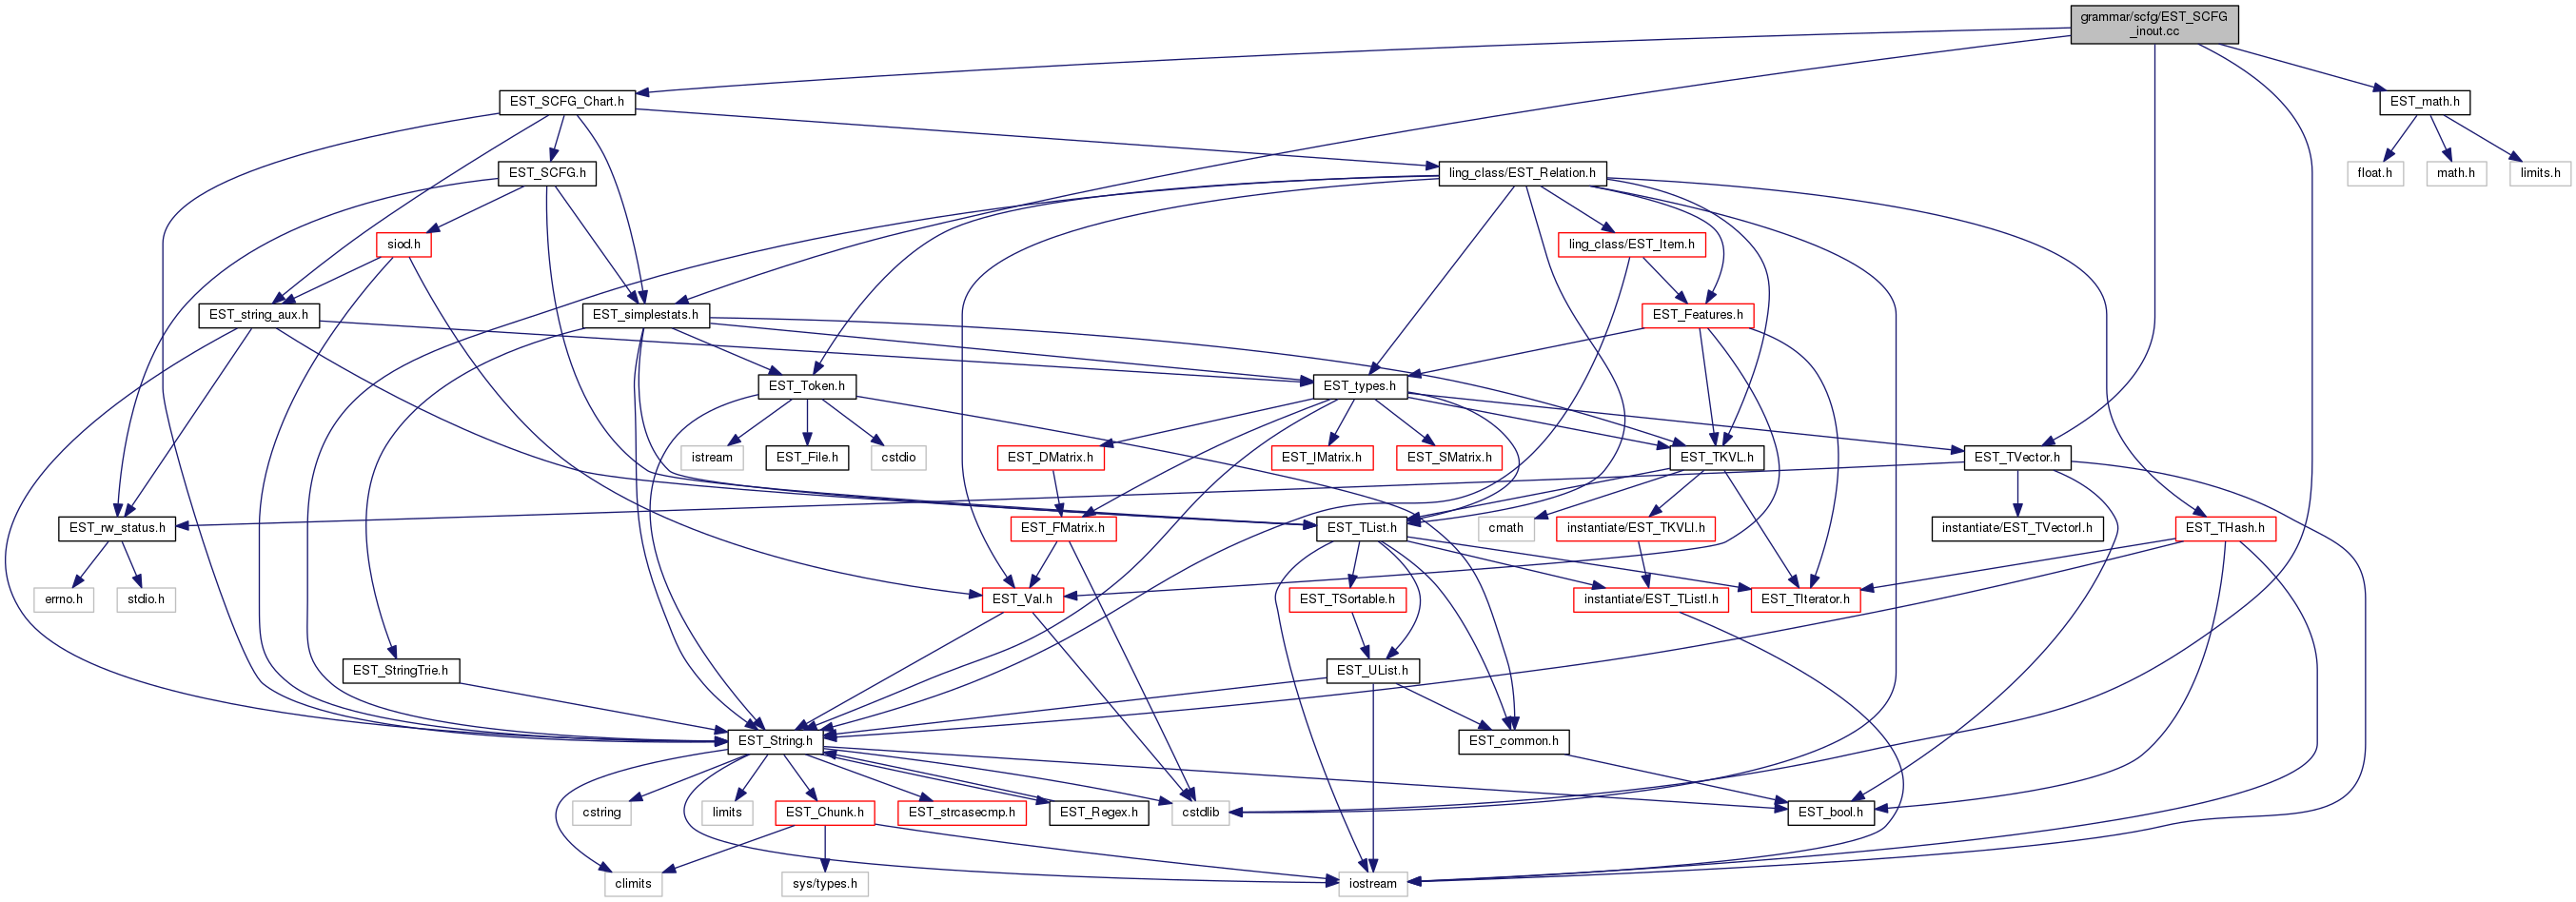 grammar/scfg/EST_SCFG
_inout.cc
EST_SCFG_Chart.h
EST_math.h
EST_SCFG.h
ling_class/EST_Relation.h
float.h
math.h
limits.h
siod.h
ling_class/EST_Item.h
EST_string_aux.h
EST_simplestats.h
EST_Features.h
EST_Token.h
EST_types.h
istream
EST_File.h
cstdio
EST_DMatrix.h
EST_IMatrix.h
EST_SMatrix.h
EST_TKVL.h
EST_TVector.h
EST_rw_status.h
EST_FMatrix.h
EST_TList.h
cmath
instantiate/EST_TKVLI.h
instantiate/EST_TVectorI.h
EST_THash.h
errno.h
stdio.h
EST_Val.h
EST_TSortable.h
instantiate/EST_TListI.h
EST_TIterator.h
EST_StringTrie.h
EST_UList.h
EST_String.h
EST_common.h
cstring
limits
EST_Chunk.h
EST_strcasecmp.h
EST_Regex.h
cstdlib
EST_bool.h
climits
sys/types.h
iostream